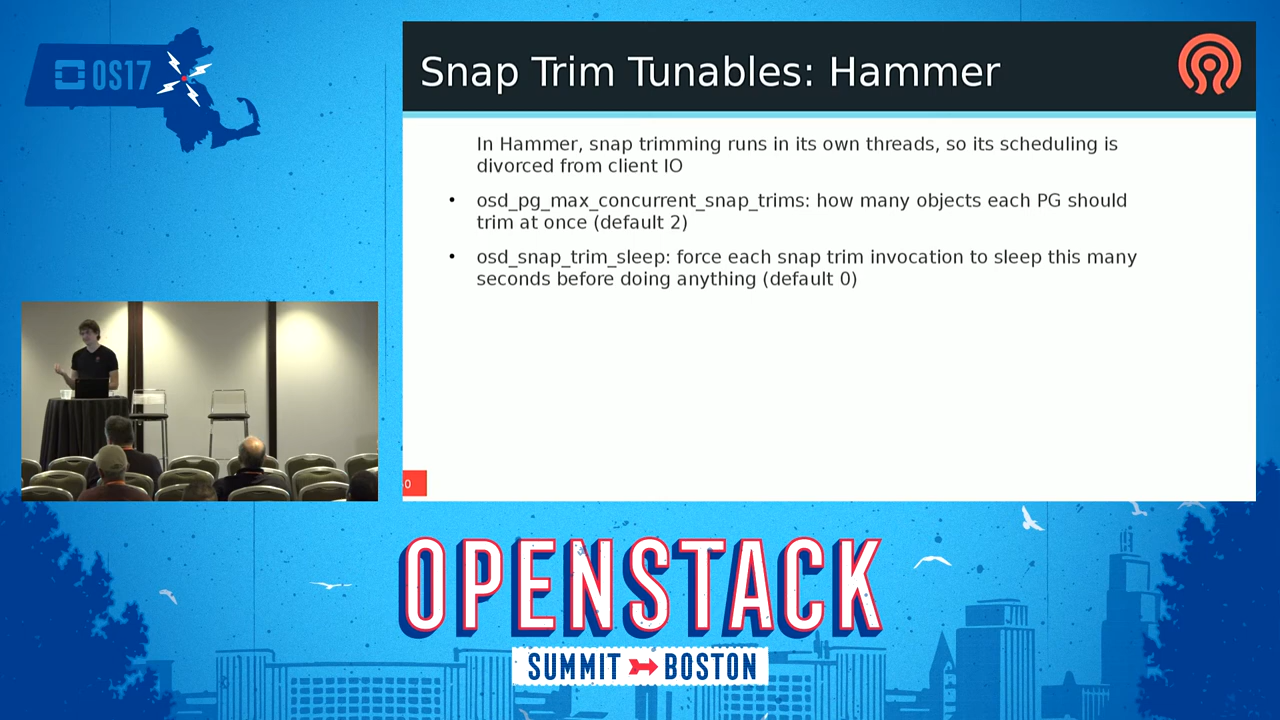 OS17
Snap Trim Tunables: Hammer
In Hammer, snap trimming runs in its own threads, so its scheduling is
divorced from client IO
• osd_pg_max_concurrent_snap_trims: how many objects each PG should
trim at once (default 2)
• osd_snap_trim_sleep: force each snap trim invocation to sleep this many
seconds before doing anything (default 0)
OPENSTACK
SUMMIT BOSTON